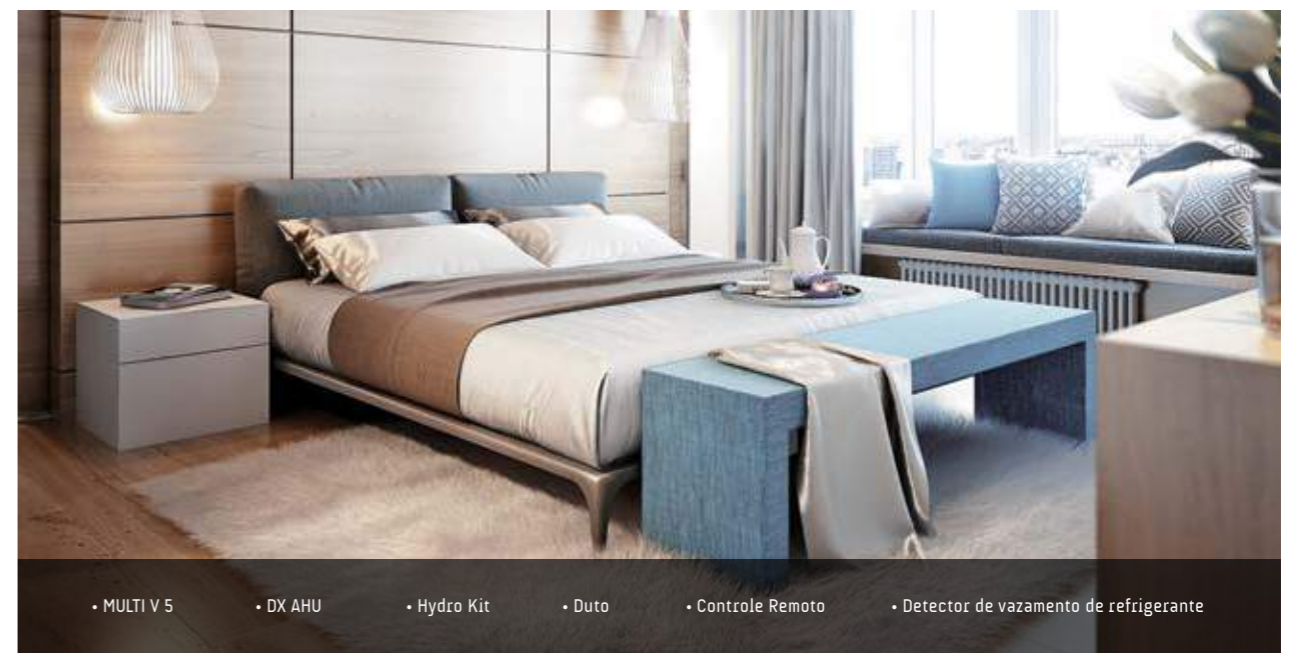 • MULTI V 5 • DX AHU • Hydro Kit • Duto • Controle Remoto • Detector de vazamento de refrigerante